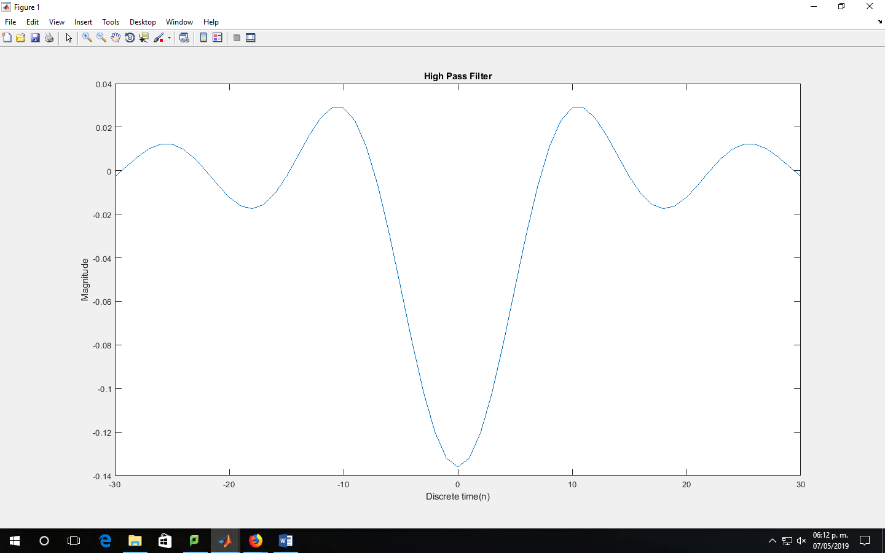 Figure 1
File Edit View Insert Tools Desktop Window Help
High Pass Filter
0.04
0.02
0
-0.02
-0.04
-0.06
-0.08
-0.1
-0.12
-0.14
Magnitude
-30 -20 -10 0 10 20 30
Discrete time(n)
06:12 p. m.
07/05/2019